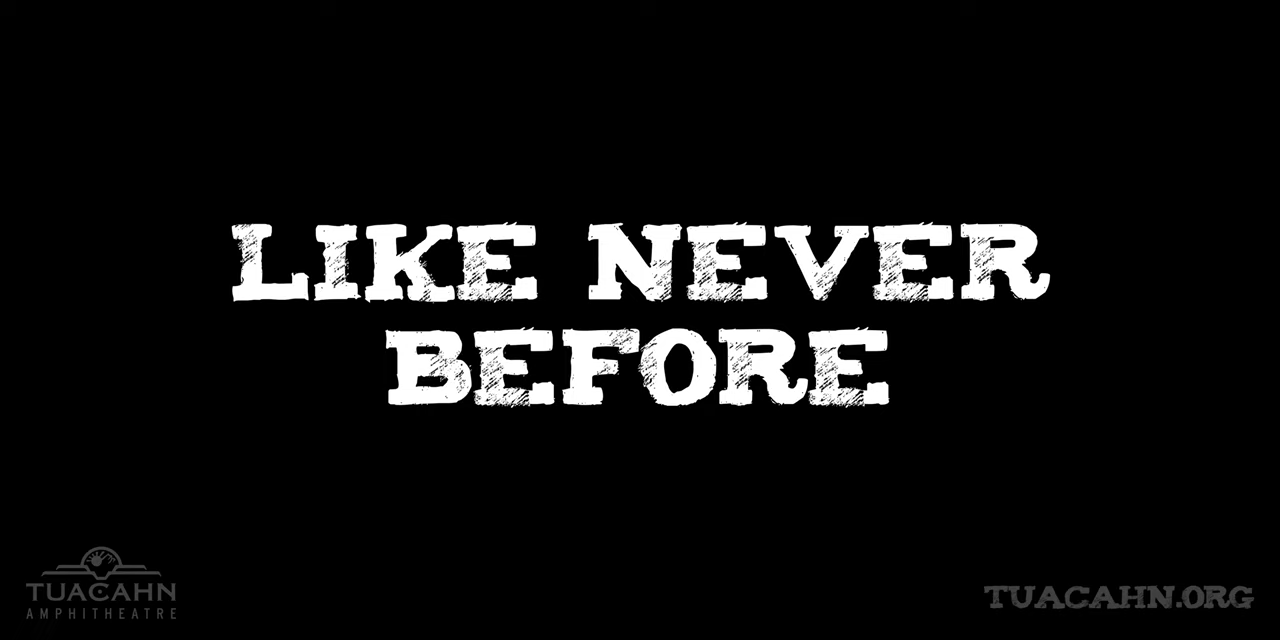 LIKE NEVER
BEFORE
TUACAHN
AMPHITHEATRE
TUACAHN.ORG